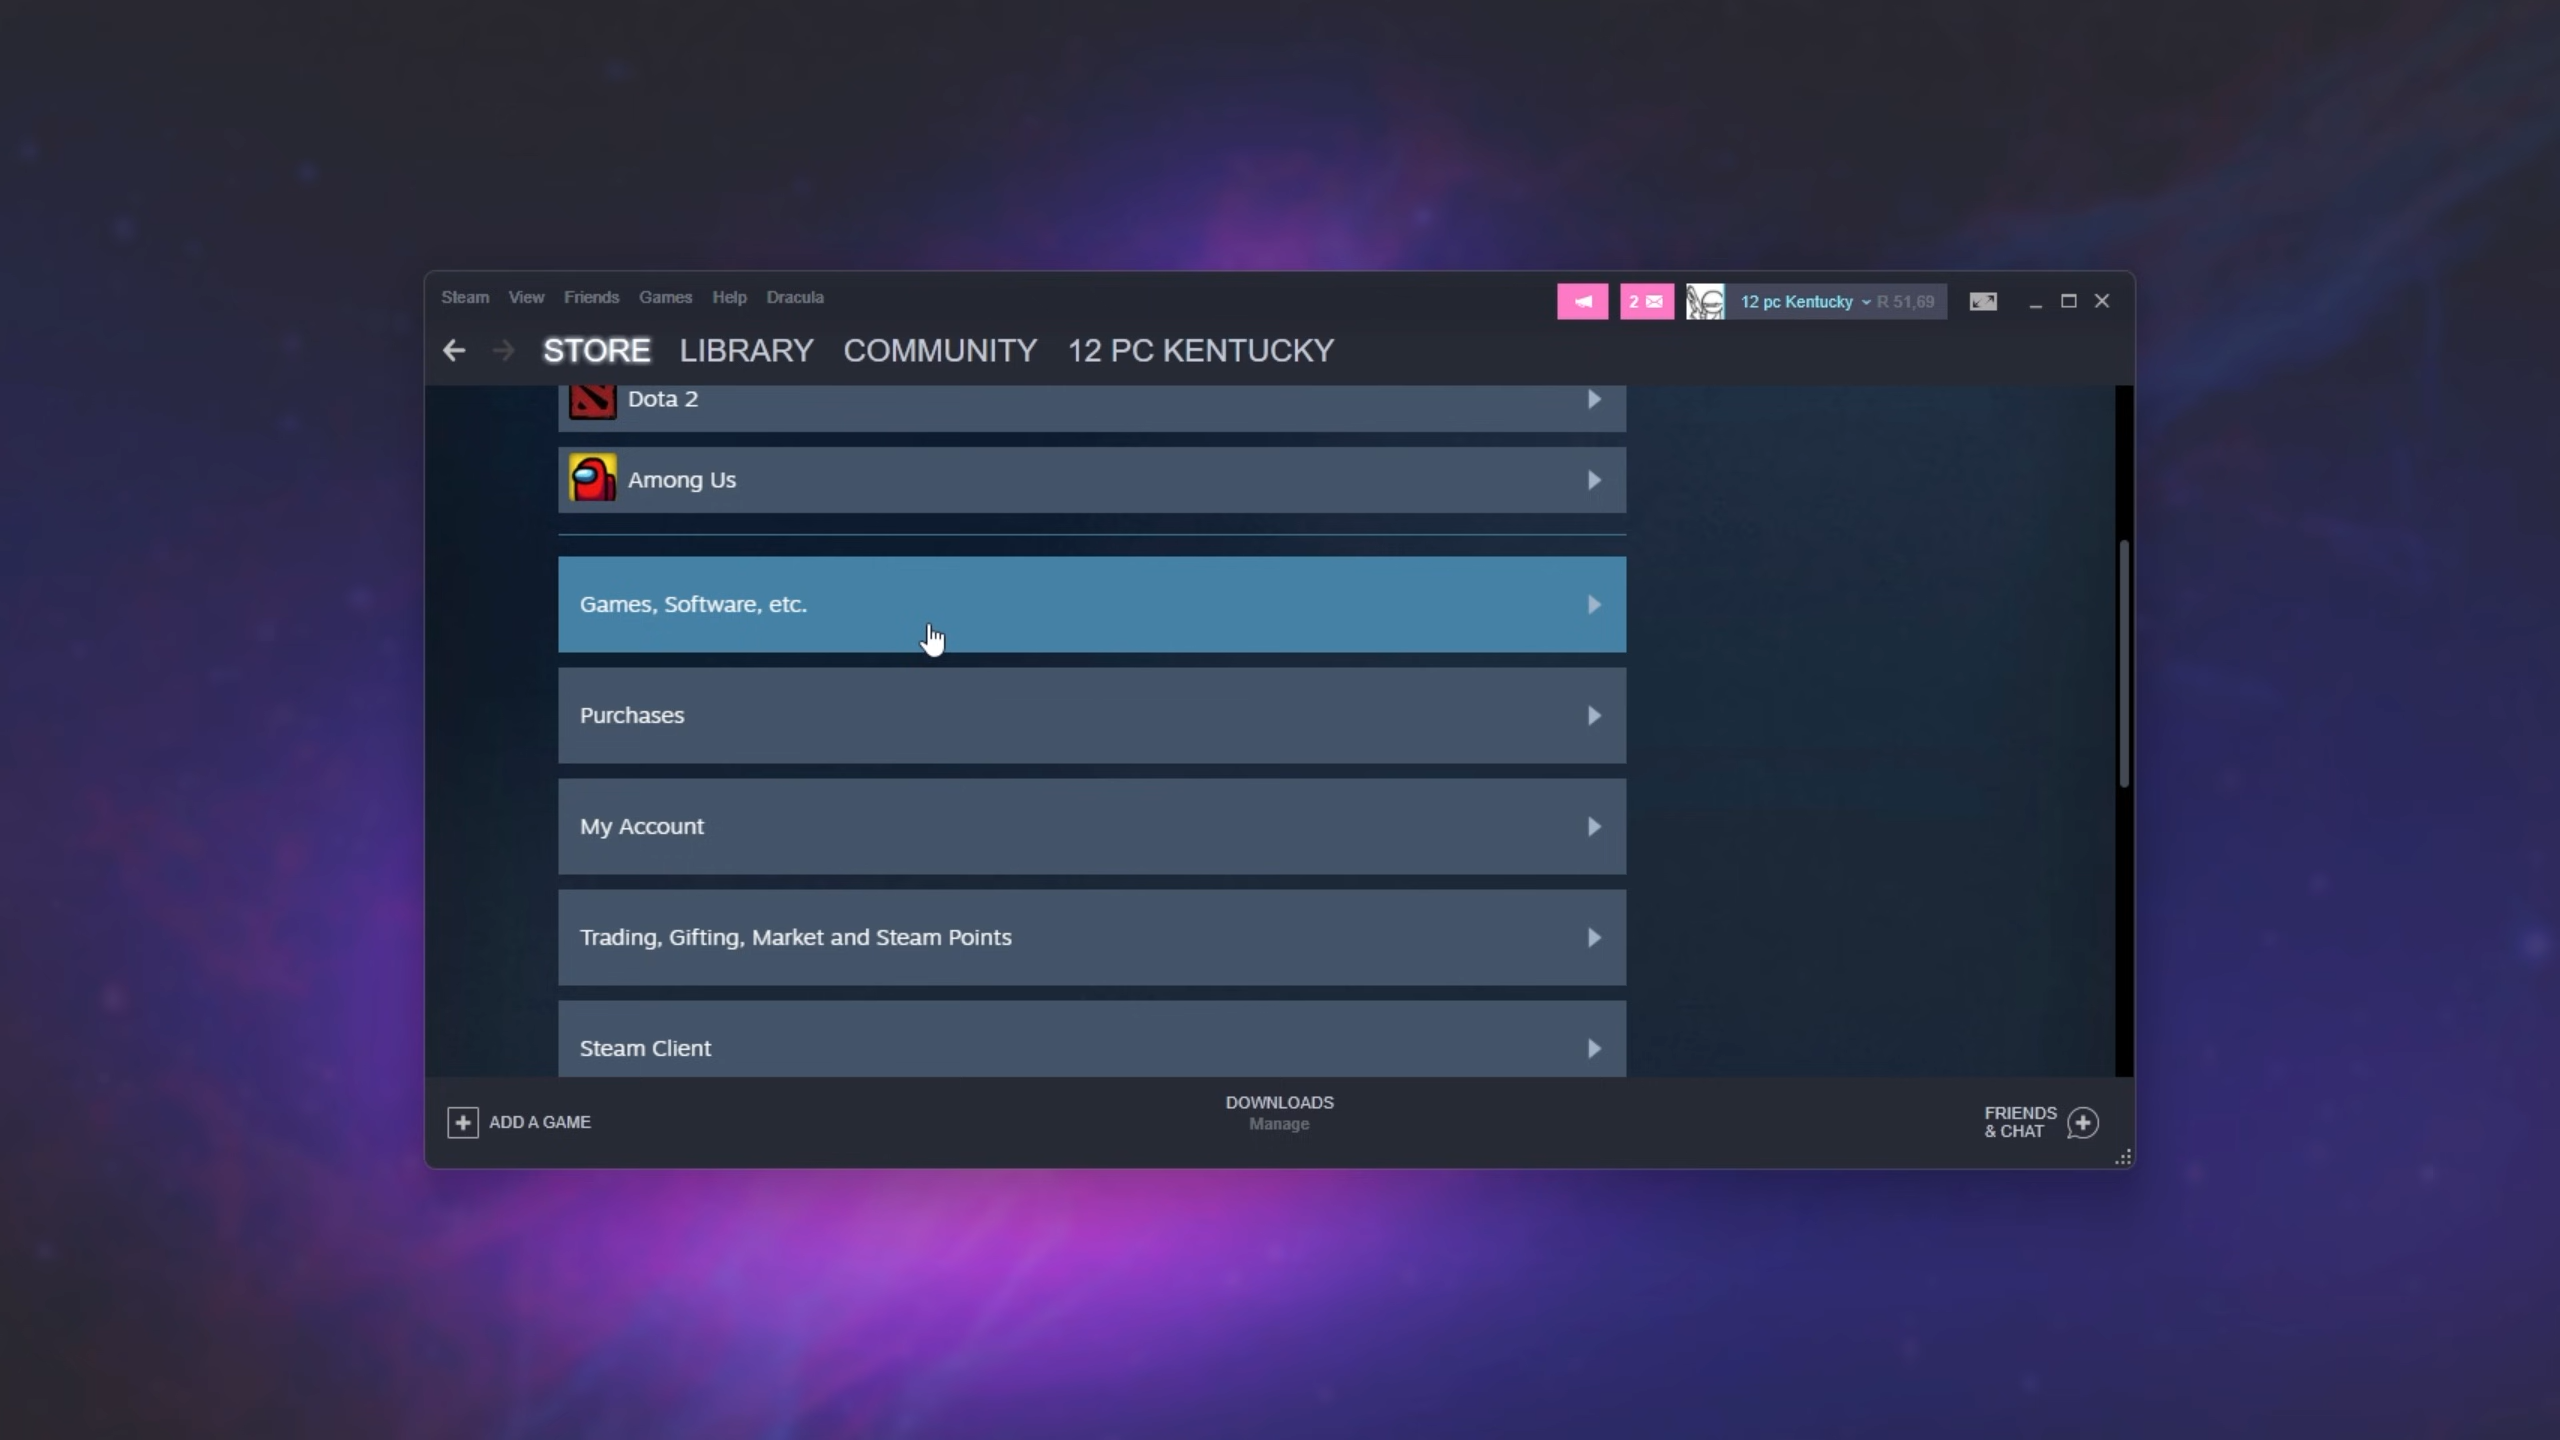 Steam View Friends Games Help Dracula
2 12 pc Kentucky R 51,69
STORE LIBRARY COMMUNITY 12 PC KENTUCKY
Dota 2
Among Us
Games, Software, etc.
Purchases
My Account
Trading, Gifting, Market and Steam Points
Steam Client
ADD A GAME
DOWNLOADS
Manage
FRIENDS
& CHAT